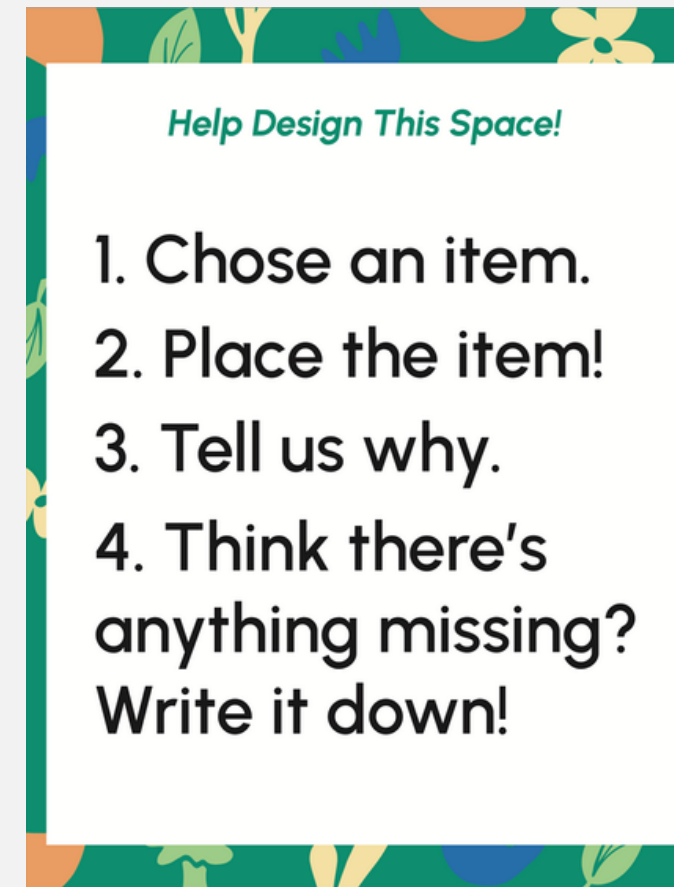 Help Design This Space!
1. Chose an item.
2. Place the item!
3. Tell us why.
4. Think there's
anything missing?
Write it down!